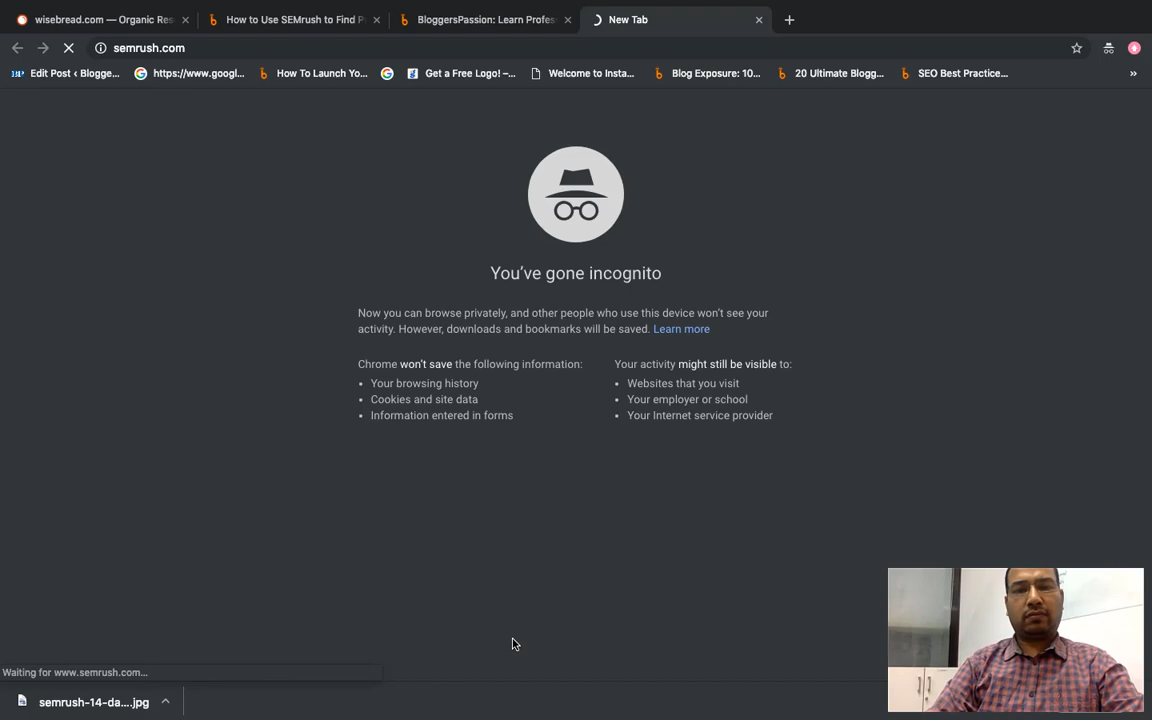 wisebread.com — Organic Res
How to Use SEMrush to Find P
BloggersPassion: Learn Profes
New Tab
semrush.com
Edit Post ‹ Blogge...
https://www.googl...
How To Launch Yo...
Get a Free Logo! –...
Welcome to Insta...
Blog Exposure: 10...
20 Ultimate Blogg...
SEO Best Practice...
»
You've gone incognito
Now you can browse privately, and other people who use this device won't see your
activity. However, downloads and bookmarks will be saved. Learn more
Chrome won't save the following information:
• Your browsing history
• Cookies and site data
• Information entered in forms
Your activity might still be visible to:
• Websites that you visit
• Your employer or school
• Your Internet service provider
Waiting for www.semrush.com...
semrush-14-da....jpg